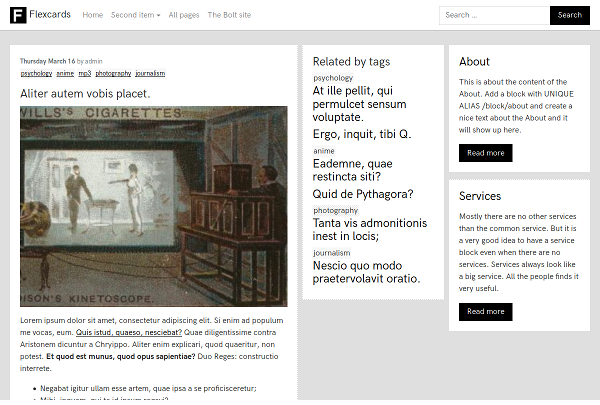 F Flexcards Home Second item All pages The Bolt site Search ... Search
Thursday March 16 by admin
psychology anime mp3 photography journalism
Aliter autem vobis placet.
WILLS'S CIGARETTES
DISON'S KINETOSCOPE.
Lorem ipsum dolor sit amet, consectetur adipiscing elit. Si enim ad populum
me vocas, eum. Quis istud, quaeso, nesciebat? Quae diligentissime contra
Aristonem dicuntur a Chryippo. Aliter enim explicari, quod quaeritur, non
potest. Et quod est munus, quod opus sapientiae? Duo Reges: constructio
interrete.
Negabat igitur ullam esse artem, quae ipsa a se proficisceretur;
Related by tags
psychology
At ille pellit, qui
permulcet sensum
voluptate.
Ergo, inquit, tibi Q.
anime
Eademne, quae
restincta siti?
Quid de Pythagora?
photography
Tanta vis admonitionis
inest in locis;
journalism
Nescio quo modo
praetervolavit oratio.
About
This is about the content of the
About. Add a block with UNIQUE
ALIAS /block/about and create a
nice text about the About and it
will show up here.
Read more
Services
Mostly there are no other services
than the common service. But it is
a very good idea to have a service
block even when there are no
services. Services always look like
a big service. All the people finds it
very useful.
Read more